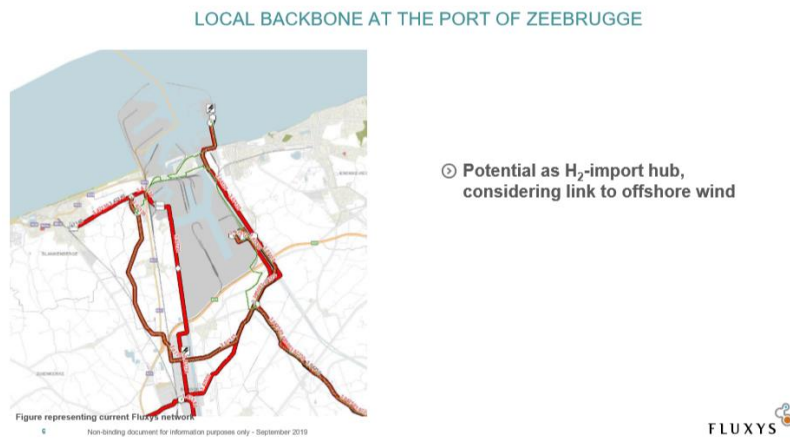 LOCAL BACKBONE AT THE PORT OF ZEEBRUGGE
Potential as H₂-import hub,
considering link to offshore wind
Figure representing current Fluxys network
Non-binding document for information purposes only - September 2019
FLUXYS